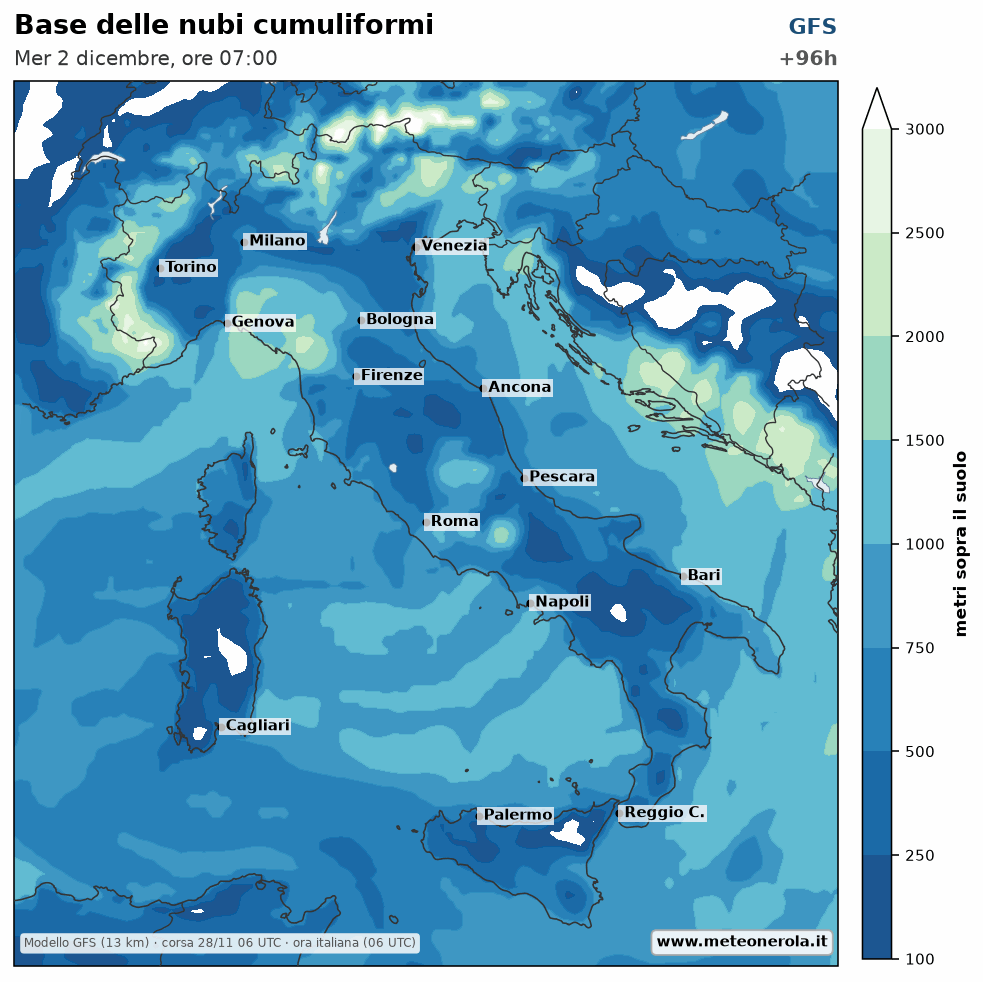 Base delle nubi cumuliformi
GFS
Mer 2 dicembre, ore 07:00
+96h
3000
2500
2000
1500
1000
750
500
250
100
metri sopra il suolo
Milano
Venezia
Torino
Genova
Bologna
Firenze
Ancona
Pescara
Roma
Bari
Napoli
Cagliari
Palermo
Reggio C.
Modello GFS (13 km) · corsa 28/11 06 UTC · ora italiana (06 UTC)
www.meteonerola.it